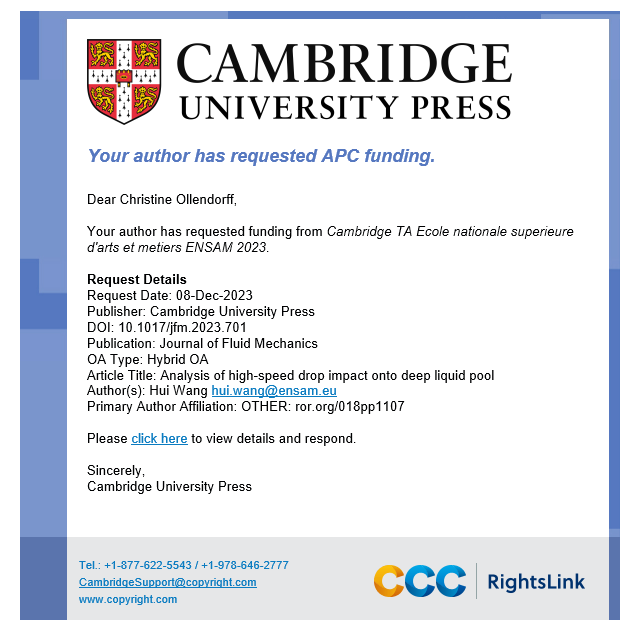 CAMBRIDGE
UNIVERSITY PRESS
Your author has requested APC funding.
Dear Christine Ollendorff,
Your author has requested funding from Cambridge TA Ecole nationale superieure
d'arts et metiers ENSAM 2023.
Request Details
Request Date: 08-Dec-2023
Publisher: Cambridge University Press
DOI: 10.1017/jfm.2023.701
Publication: Journal of Fluid Mechanics
OA Type: Hybrid OA
Article Title: Analysis of high-speed drop impact onto deep liquid pool
Author(s): Hui Wang hui.wang@ensam.eu
Primary Author Affiliation: OTHER: ror.org/018pp1107
Please click here to view details and respond.
Sincerely,
Cambridge University Press
Tel.: +1-877-622-5543 / +1-978-646-2777
CambridgeSupport@copyright.com
www.copyright.com
CCC RightsLink